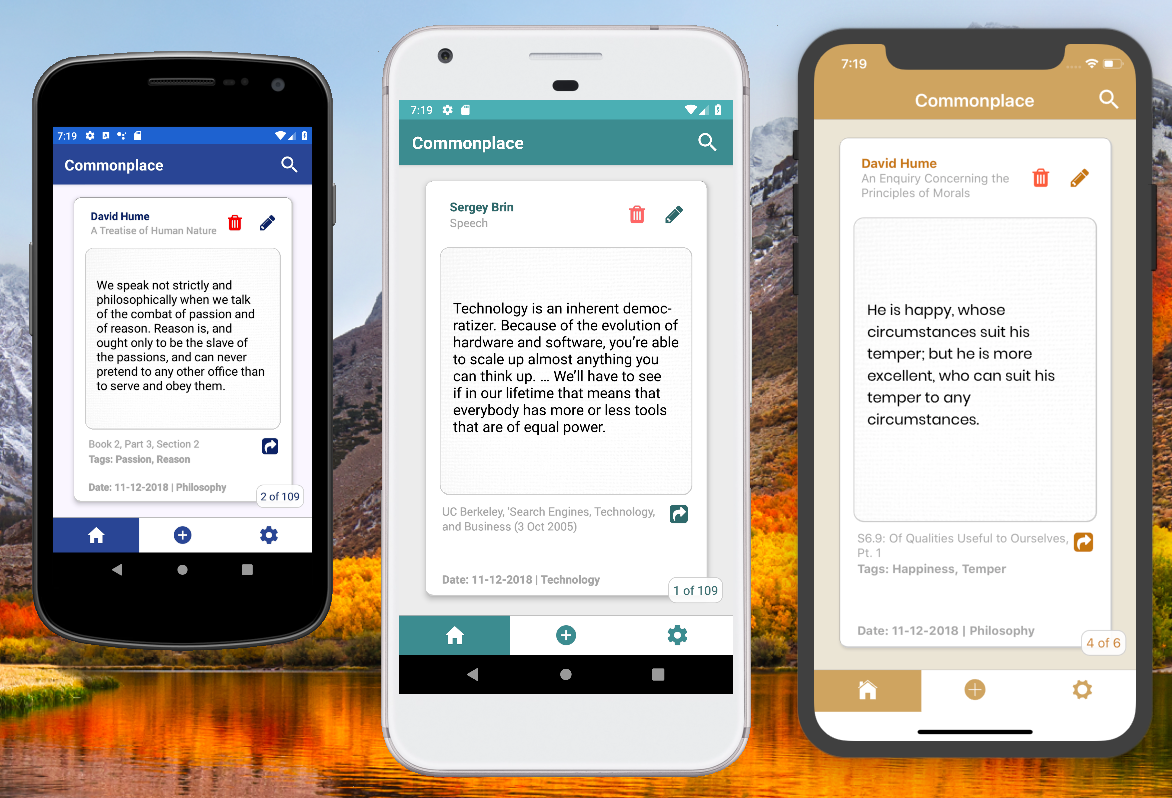 7:19
Commonplace
David Hume
A Treatise of Human Nature
We speak not strictly and
philosophically when we talk
of the combat of passion and
of reason. Reason is, and
ought only to be the slave of
the passions, and can never
pretend to any other office than
to serve and obey them.
Book 2, Part 3, Section 2
Tags: Passion, Reason
Date: 11-12-2018 | Philosophy
2 of 109
7:19
Commonplace
Sergey Brin
Speech
Technology is an inherent democ-
ratizer. Because of the evolution of
hardware and software, you're able
to scale up almost anything you
can think up. ... We'll have to see
if in our lifetime that means that
everybody has more or less tools
that are of equal power.
UC Berkeley, 'Search Engines, Technology,
and Business (3 Oct 2005)
Date: 11-12-2018 | Technology
1 of 109
7:19
Commonplace
David Hume
An Enquiry Concerning the
Principles of Morals
He is happy, whose
circumstances suit his
temper; but he is more
excellent, who can suit his
temper to any
circumstances.
S6.9: Of Qualities Useful to Ourselves,
Pt. 1
Tags: Happiness, Temper
Date: 11-12-2018 | Philosophy
4 of 6